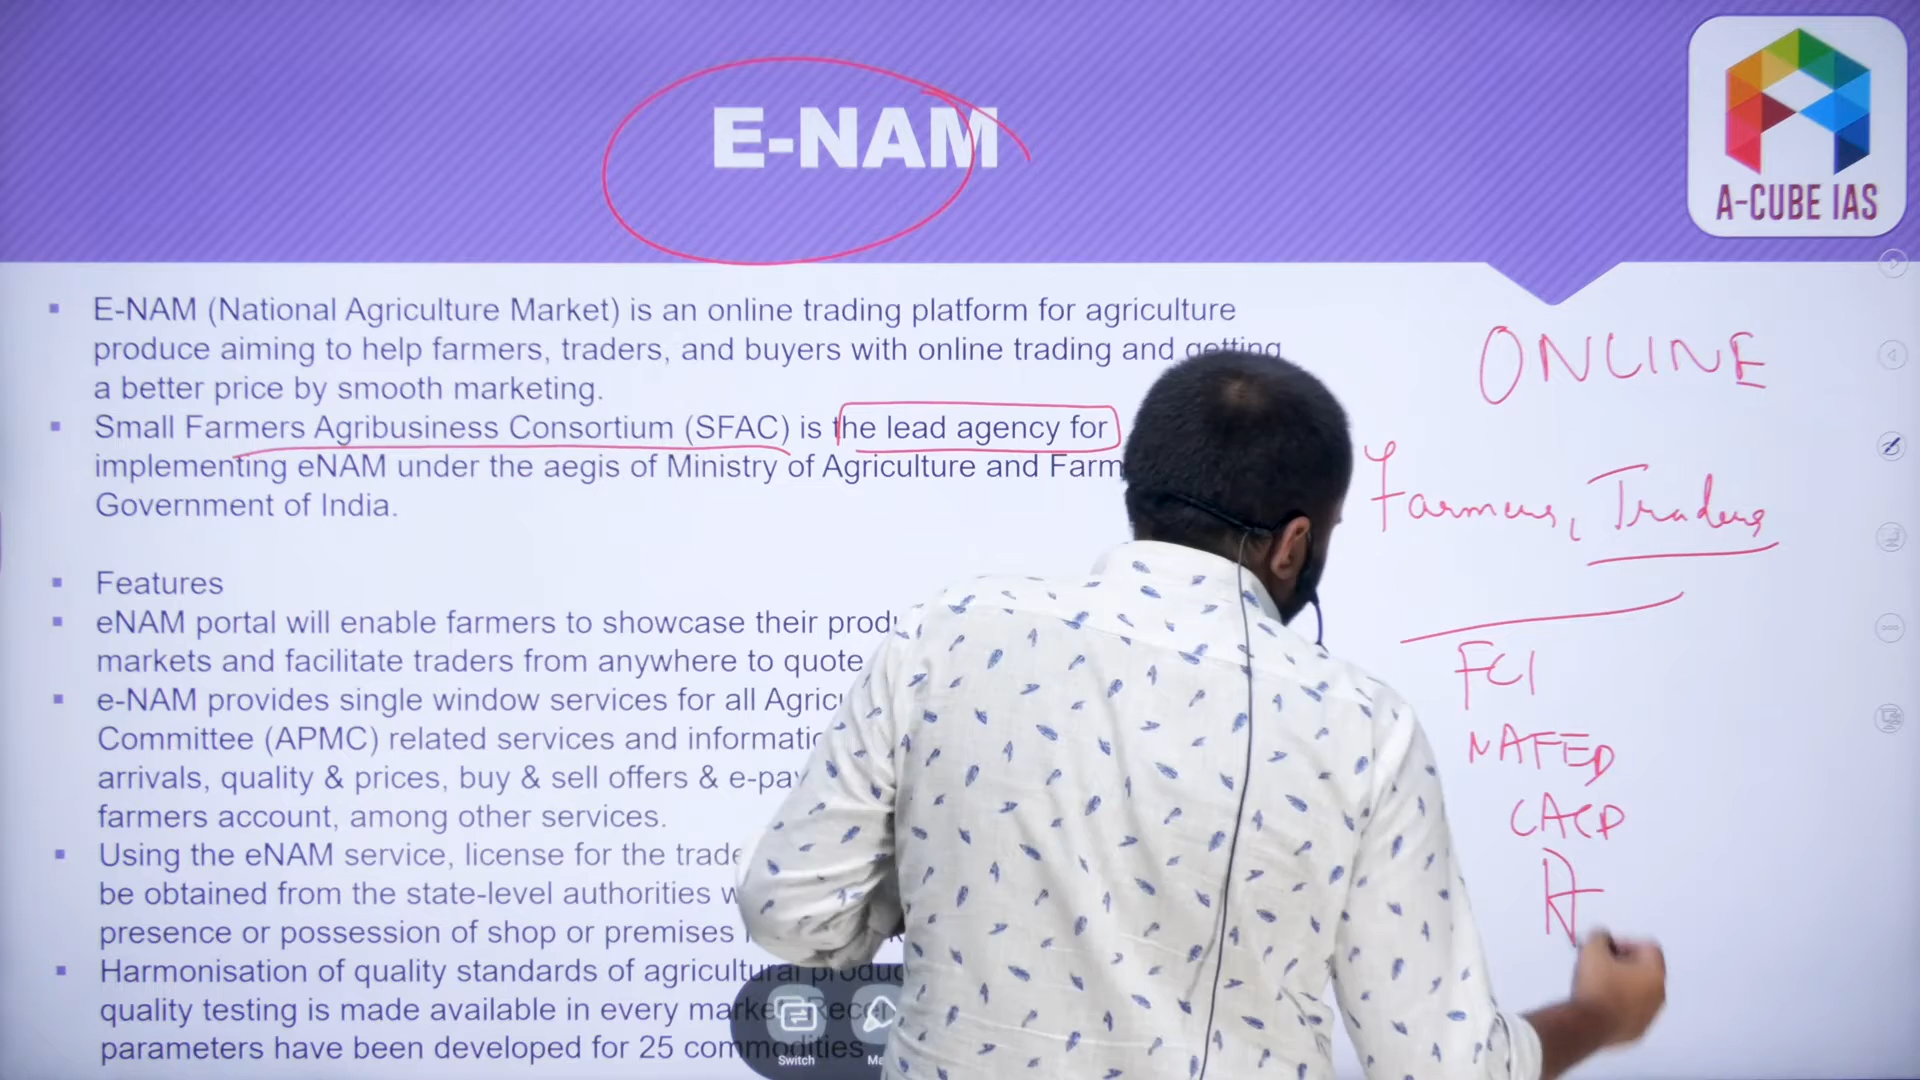 E-NAM
A-CUBE IAS
E-NAM (National Agriculture Market) is an online trading platform for agriculture
produce aiming to help farmers, traders, and buyers with online trading and getting
a better price by smooth marketing.
Small Farmers Agribusiness Consortium (SFAC) is the lead agency for
implementing eNAM under the aegis of Ministry of Agriculture and Farm
Government of India.
Features
eNAM portal will enable farmers to showcase their
markets and facilitate traders from anywhere to quote
e-NAM provides single window services for all
Committee (APMC) related services and
arrivals, quality & prices, buy & sell offers &
farmers account, among other services.
Using the eNAM service, license for the
be obtained from the state-level authorities
presence or possession of shop or premises
Harmonisation of quality standards of agricultural
quality testing is made available in every
parameters have been developed for 25 commodities
Switch
ONLINE
Farmers, Traders
FCI
NAFED
CACP